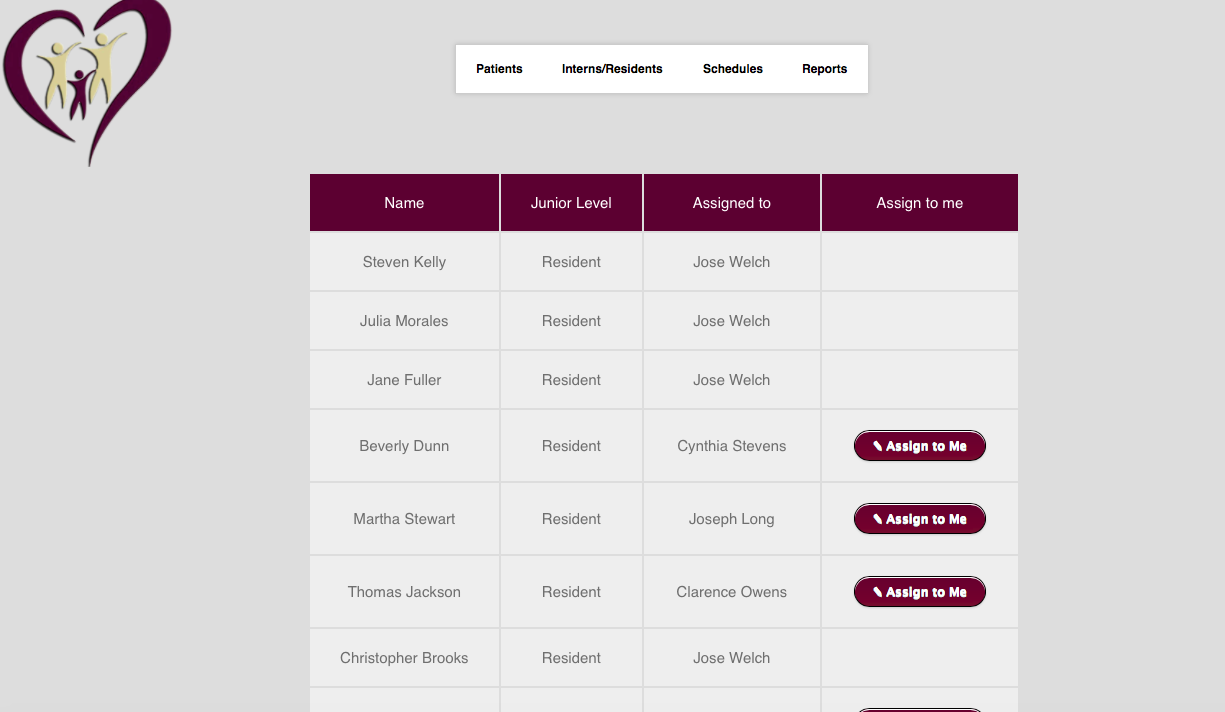 Patients Interns/Residents Schedules Reports
Name Junior Level Assigned to Assign to me
Steven Kelly Resident Jose Welch
Julia Morales Resident Jose Welch
Jane Fuller Resident Jose Welch
Beverly Dunn Resident Cynthia Stevens ✎ Assign to Me
Martha Stewart Resident Joseph Long ✎ Assign to Me
Thomas Jackson Resident Clarence Owens ✎ Assign to Me
Christopher Brooks Resident Jose Welch